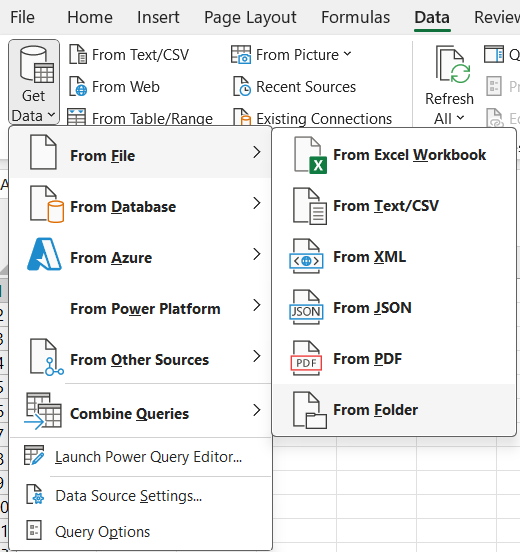 File Home Insert Page Layout Formulas Data Review
Get Data
From Text/CSV
From Web
From Table/Range
From Picture
Recent Sources
Existing Connections
Refresh All
From File
From Database
From Azure
From Power Platform
From Other Sources
Combine Queries
Launch Power Query Editor...
Data Source Settings...
Query Options
From Excel Workbook
From Text/CSV
From XML
JSON From JSON
PDF From PDF
From Folder